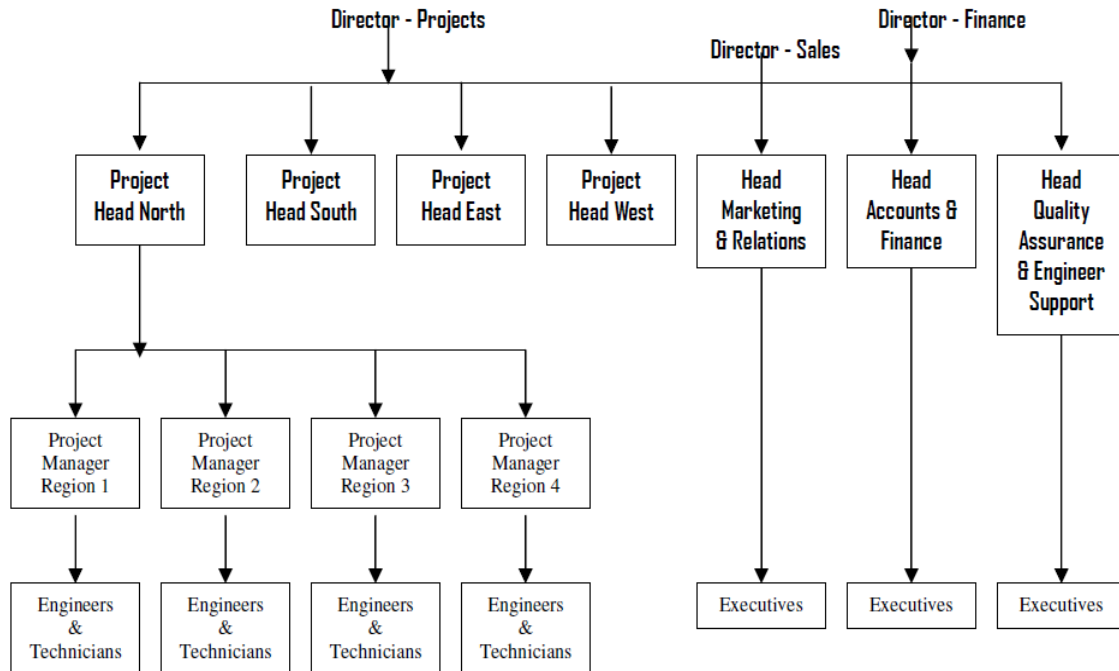 Director - Projects
Director - Finance
Director - Sales
Project
Head North
Project
Head South
Project
Head East
Project
Head West
Head
Marketing
& Relations
Head
Accounts &
Finance
Head
Quality
Assurance
& Engineer
Support
Project
Manager
Region 1
Project
Manager
Region 2
Project
Manager
Region 3
Project
Manager
Region 4
Engineers
&
Technicians
Engineers
&
Technicians
Engineers
&
Technicians
Engineers
&
Technicians
Executives
Executives
Executives